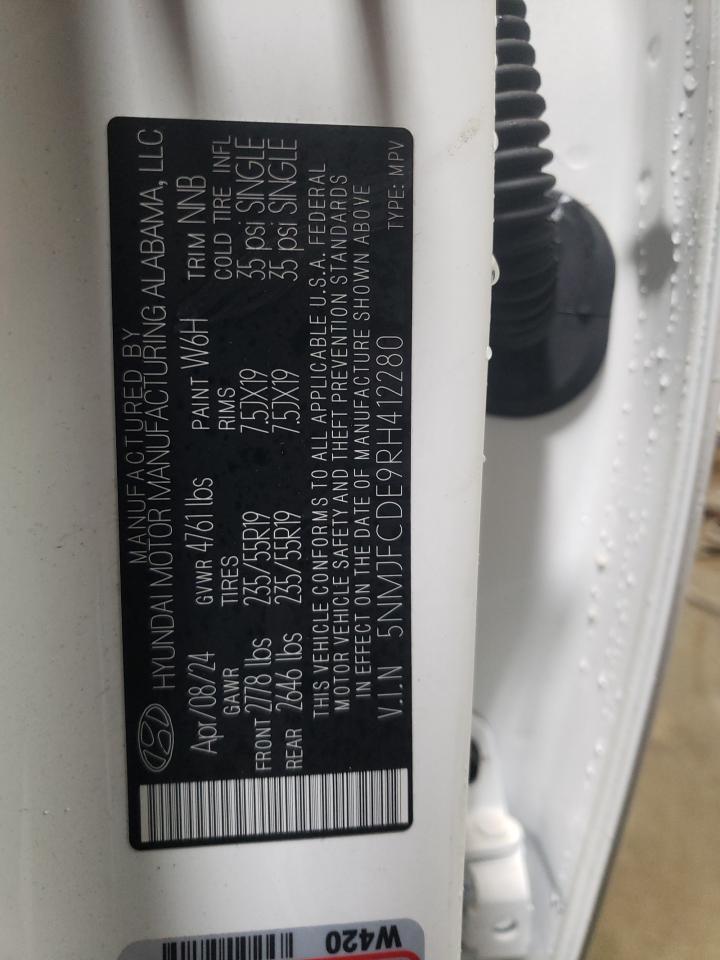 MANUFACTURED BY
HYUNDAI MOTOR MANUFACTURING ALABAMA, LLC
Apr/08/24 GVWR 4761 lbs PAINT W6H TRIM NNB
GAWR TIRES RIMS COLD TIRE INFL
FRONT 2778 lbs 235/55R19 7.5JX19 35 psi SINGLE
REAR 2646 lbs 235/55R19 7.5JX19 35 psi SINGLE
THIS VEHICLE CONFORMS TO ALL APPLICABLE U.S.A. FEDERAL
MOTOR VEHICLE SAFETY AND THEFT PREVENTION STANDARDS
IN EFFECT ON THE DATE OF MANUFACTURE SHOWN ABOVE
V.I.N 5NMJFCDE9RH412280 TYPE: MPV
W420